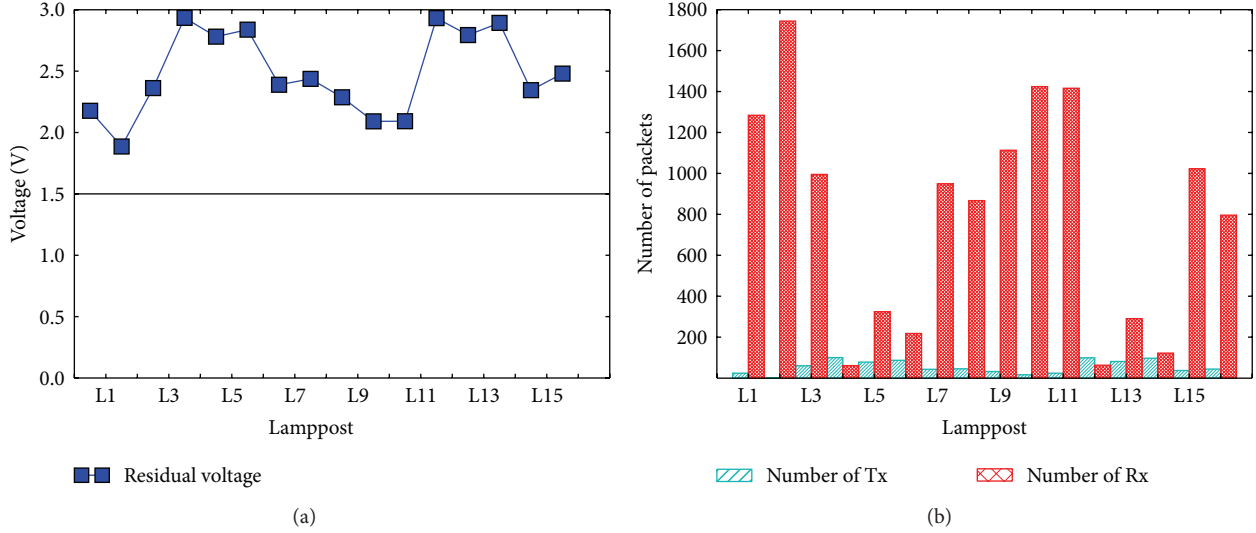 3.0
2.5
2.0
1.5
1.0
0.5
0.0
Voltage (V)
L1 L3 L5 L7 L9 L11 L13 L15
Lamppost
Residual voltage
(a)
1800
1600
1400
1200
1000
800
600
400
200
Number of packets
L1 L3 L5 L7 L9 L11 L13 L15
Lamppost
Number of Tx Number of Rx
(b)